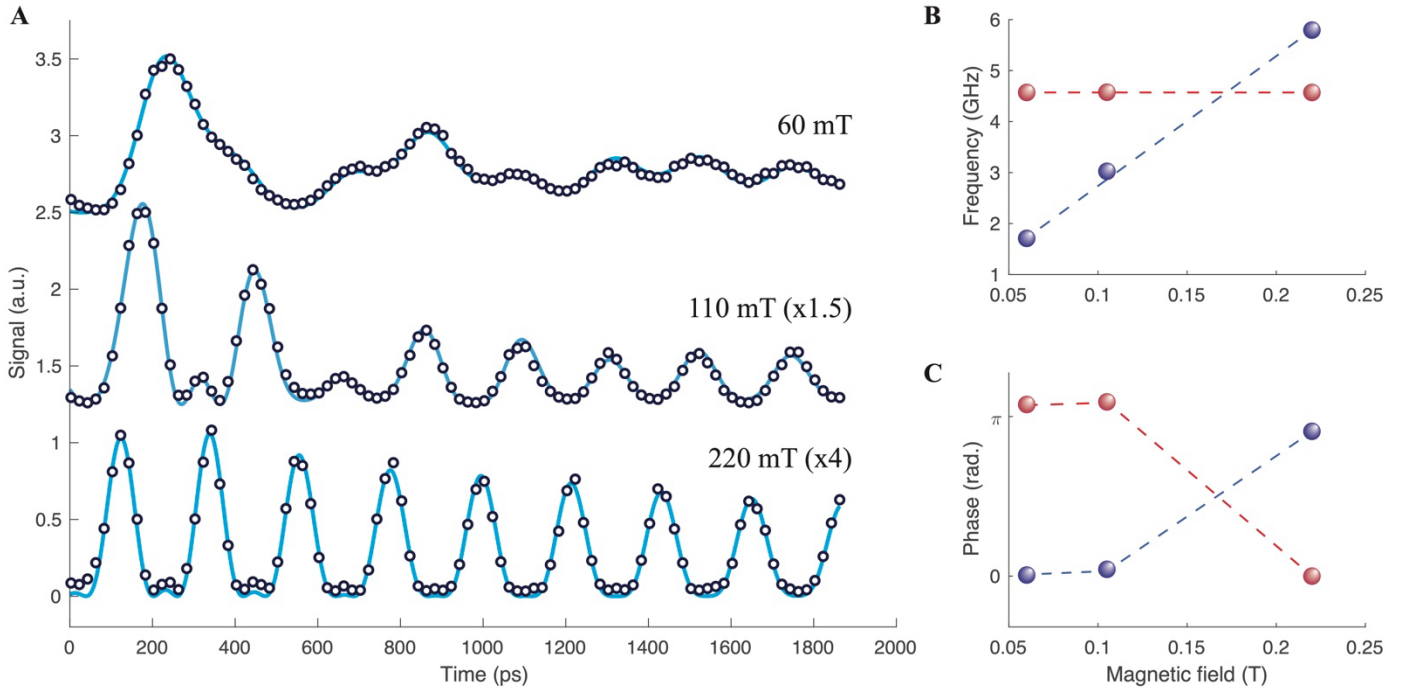 A
3.5
3
2.5
2
1.5
1
0.5
0
Signal (a.u.)
60 mT
110 mT (x1.5)
220 mT (x4)
0 200 400 600 800 1000 1200 1400 1600 1800 2000
Time (ps)
B
6
5
4
3
2
1
Frequency (GHz)
0.05 0.1 0.15 0.2 0.25
C
π
0
Phase (rad.)
0.05 0.1 0.15 0.2 0.25
Magnetic field (T)